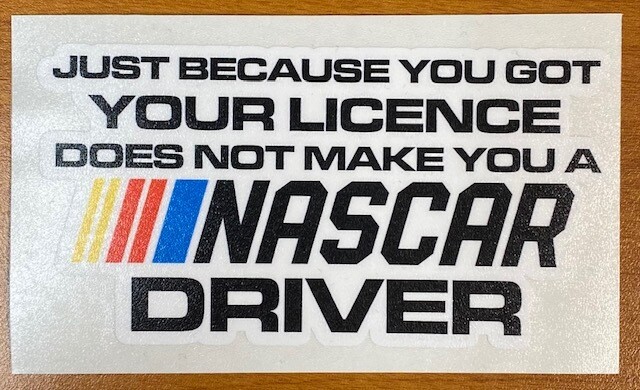 JUST BECAUSE YOU GOT
YOUR LICENCE
DOES NOT MAKE YOU A
NASCAR
DRIVER